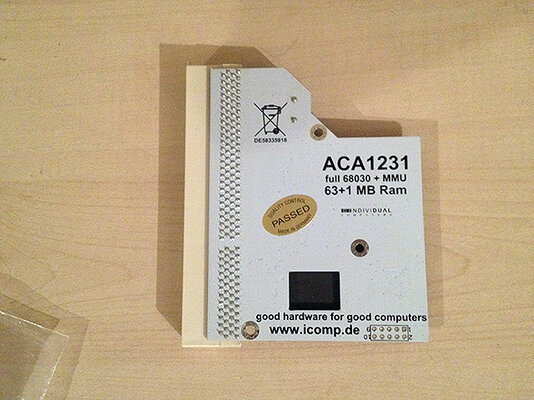 DE58335918
ACA1231
full 68030 + MMU
63+1 MB Ram
INDIVIDUAL
COMPUTERS
QUALITY CONTROL
PASSED
MADE IN GERMANY
good hardware for good computers
www.icomp.de